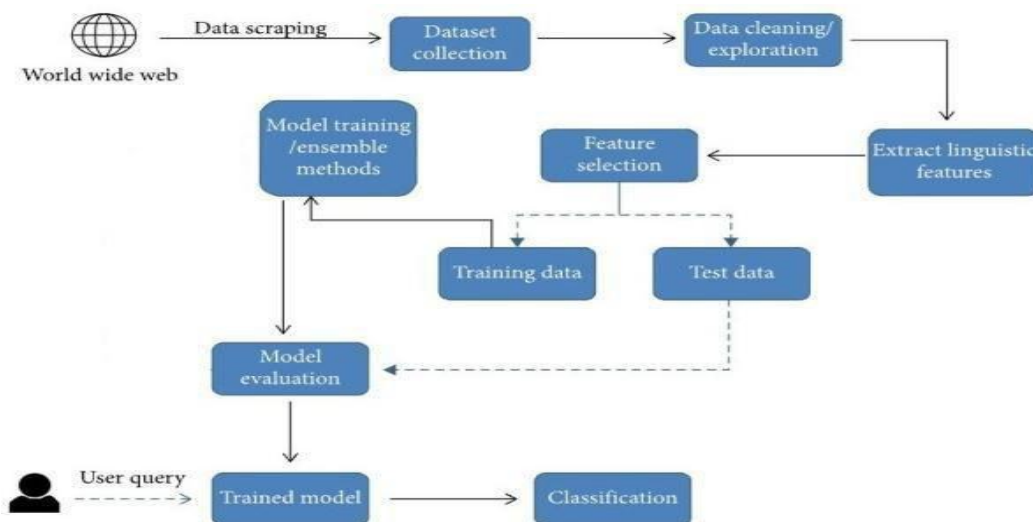 Data scraping
World wide web
Dataset
collection
Data cleaning/
exploration
Extract linguistic
features
Feature
selection
Model training
/ensemble
methods
Training data
Test data
Model
evaluation
User query
Trained model
Classification